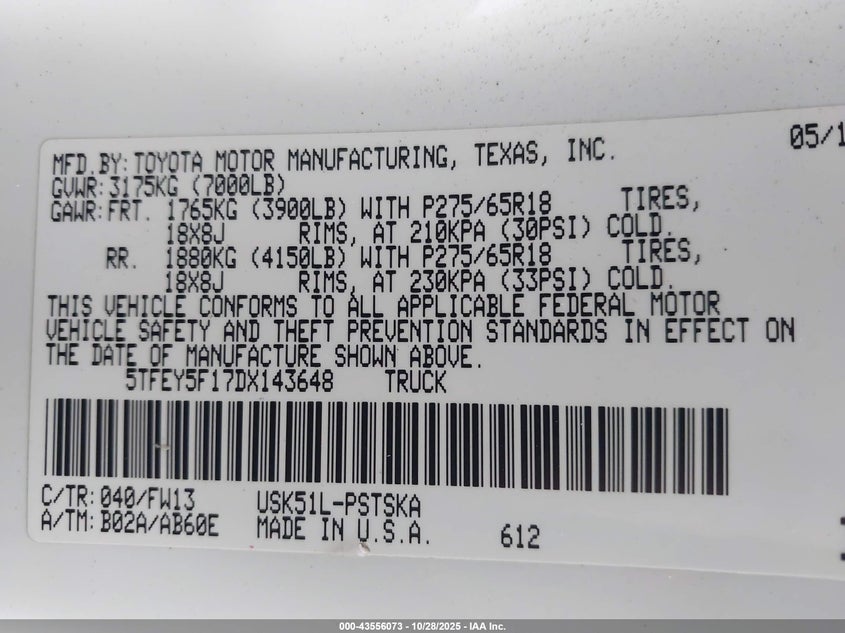 05/1
MFD.BY: TOYOTA MOTOR MANUFACTURING, TEXAS, INC.
GVWR: 3175KG (7000LB)
GAWR: FRT. 1765KG (3900LB) WITH P275/65R18 TIRES,
18X8J RIMS, AT 210KPA (30PSI) COLD.
RR. 1880KG (4150LB) WITH P275/65R18 TIRES,
18X8J RIMS, AT 230KPA (33PSI) COLD.
THIS VEHICLE CONFORMS TO ALL APPLICABLE FEDERAL MOTOR
VEHICLE SAFETY AND THEFT PREVENTION STANDARDS IN EFFECT ON
THE DATE OF MANUFACTURE SHOWN ABOVE.
5TFEY5F17DX143648 TRUCK
C/TR: 040/FW13 USK51L-PSTSKA
A/TM: B02A/AB60E MADE IN U.S.A. 612
000-43556073 - 10/28/2025 - IAA Inc.